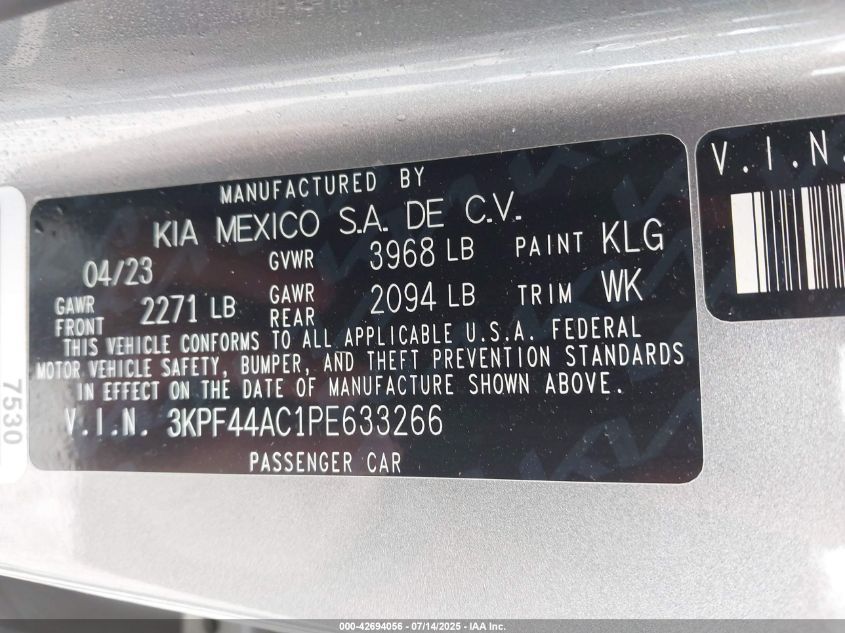 MANUFACTURED BY
KIA MEXICO S.A. DE C.V.
04/23 GVWR 3968 LB PAINT KLG
GAWR FRONT 2271 LB GAWR REAR 2094 LB TRIM WK
THIS VEHICLE CONFORMS TO ALL APPLICABLE U.S.A. FEDERAL
MOTOR VEHICLE SAFETY, BUMPER, AND THEFT PREVENTION STANDARDS
IN EFFECT ON THE DATE OF MANUFACTURE SHOWN ABOVE.
V.I.N. 3KPF44AC1PE633266
PASSENGER CAR
V.I.N.
7530
000-42694056 - 07/14/2025 - IAA Inc.